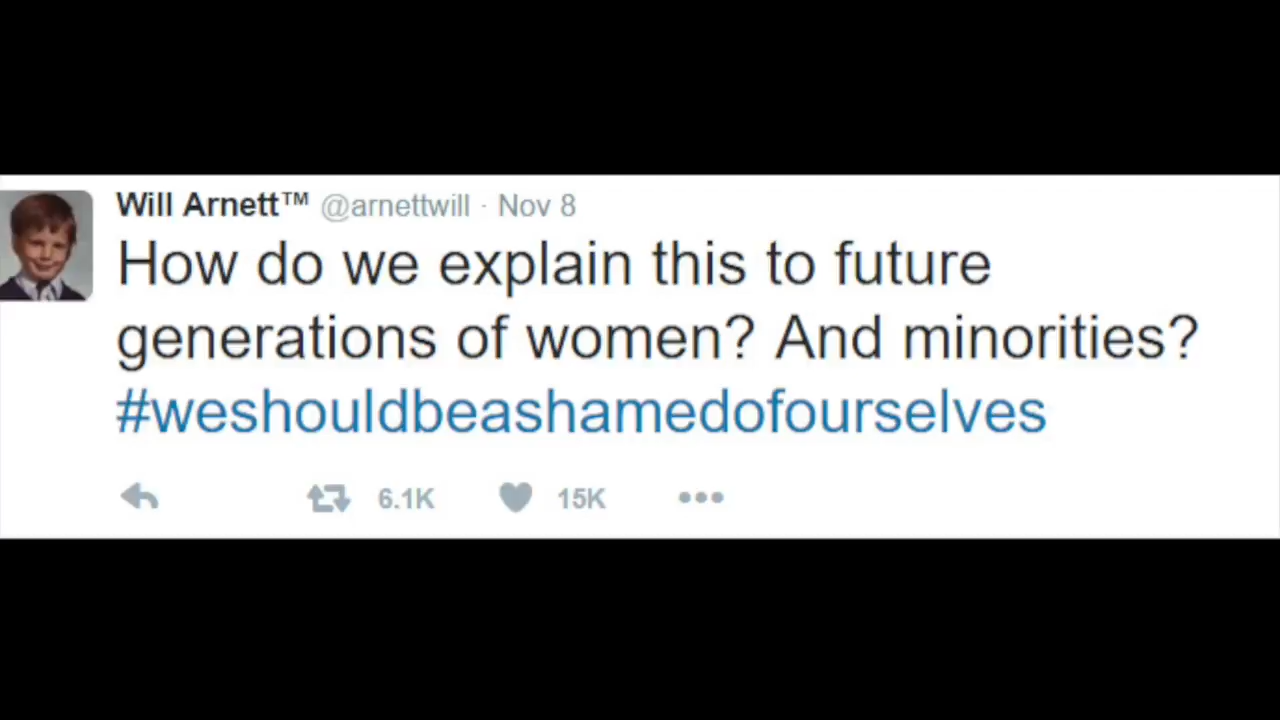 Will Arnett™ @arnettwill · Nov 8
How do we explain this to future
generations of women? And minorities?
#weshouldbeashamedofourselves
6.1K 15K